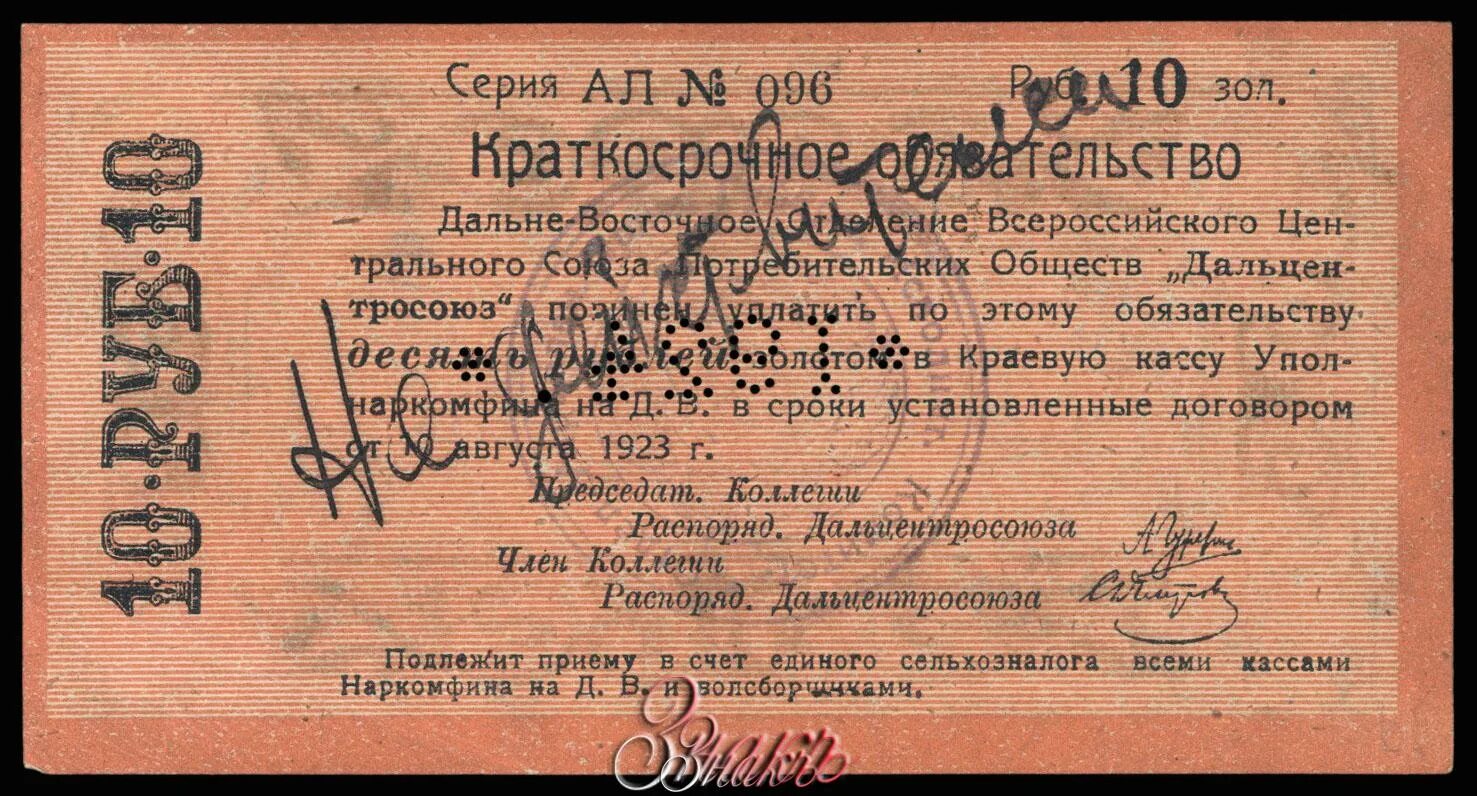 Серия АЛ № 096
Руб. 10 зол.
10·РУБ·10
Краткосрочное обязательство
Дальне-Восточное Отделение Всероссийского Цен-
трального Союза Потребительских Обществ „Дальцен-
тросоюз“ повинен уплатить по этому обязательству
десять рублей золотом в Краевую кассу Упол-
наркомфина на Д. В. в сроки установленные договором
от августа 1923 г.
Председат. Коллегии
Распоряд. Дальцентросоюза
Член Коллегии
Распоряд. Дальцентросоюза
Подлежит приему в счет единого сельхозналога всеми кассами
Наркомфина на Д. В. и волсборщиками.
Знакъ